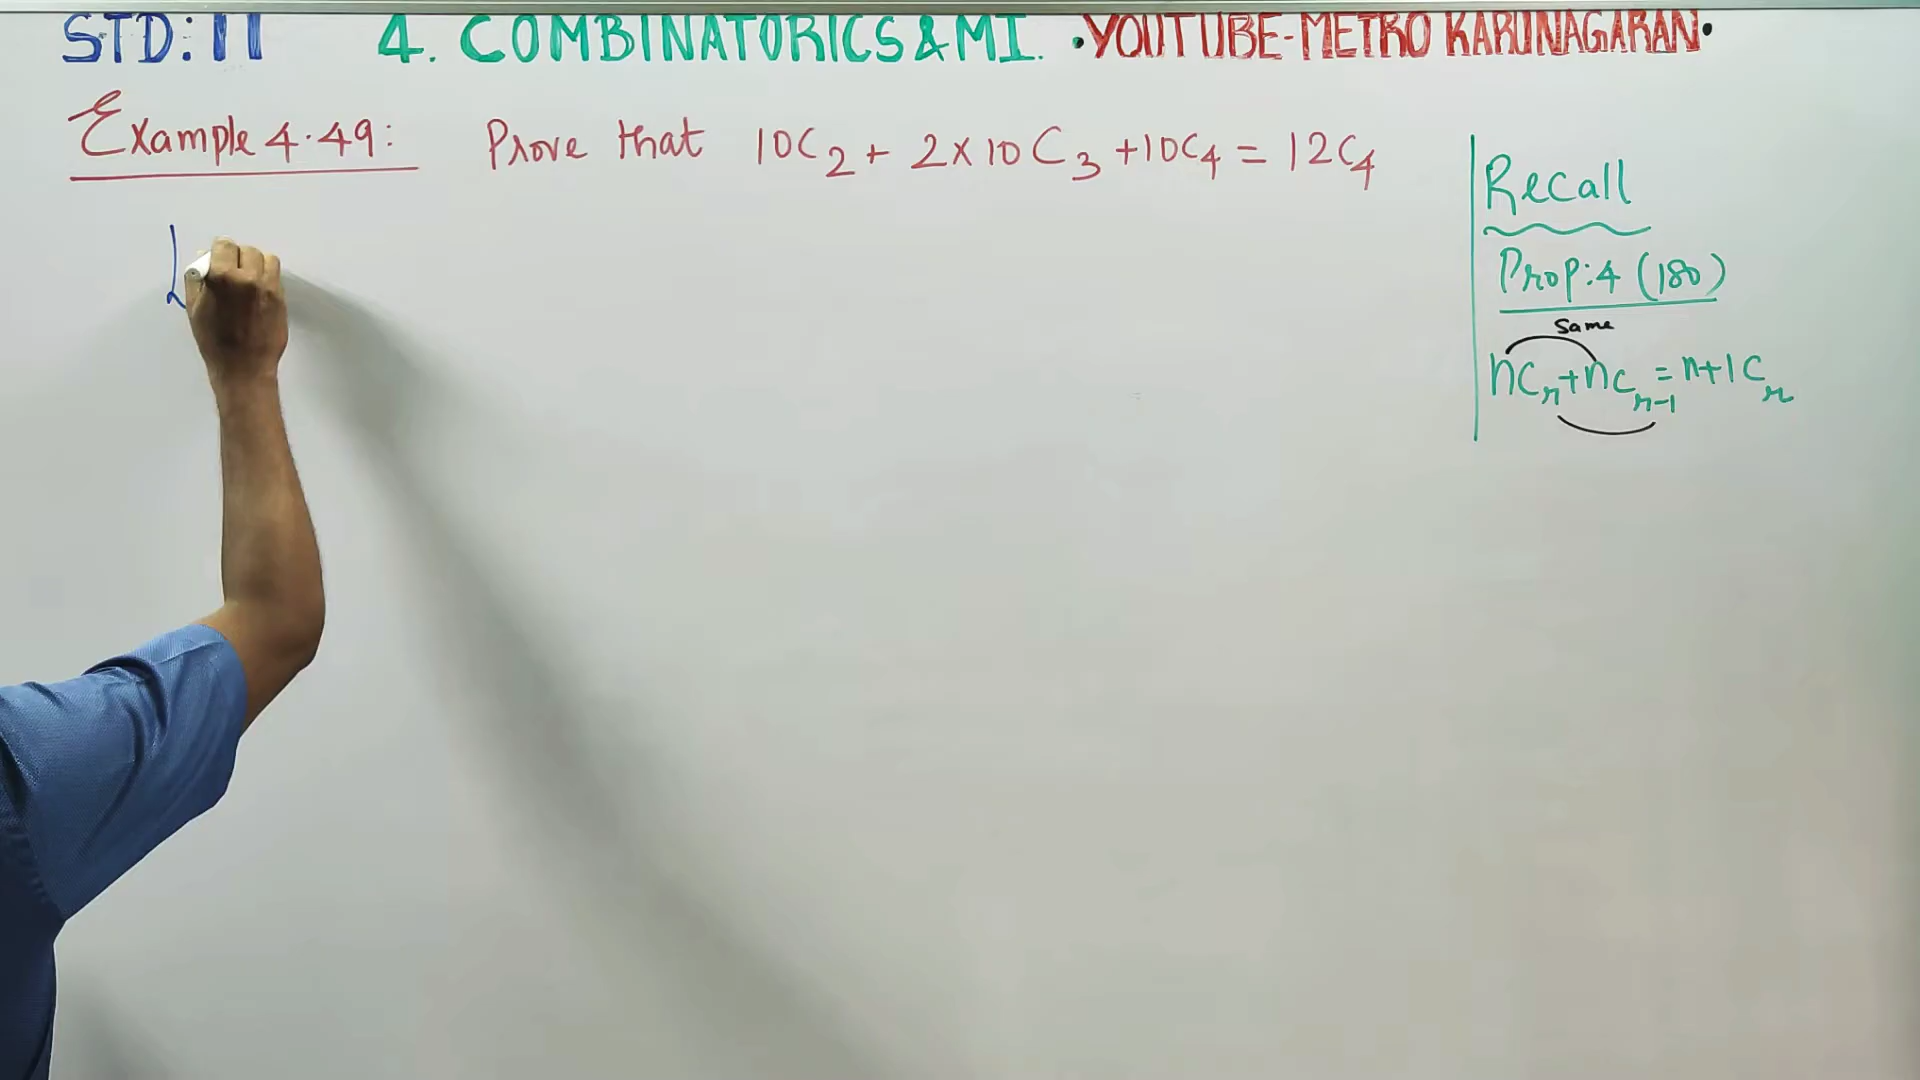 STD: 11 4. COMBINATORICS & MI. •YOUTUBE-METRO KARUNAGARAN•
Example 4.49: Prove that 10C₂ + 2×10C₃ + 10C₄ = 12C₄
L
Recall
Prop:4 (180)
Same
nCᵣ+nCᵣ₋₁ = n+1Cᵣ